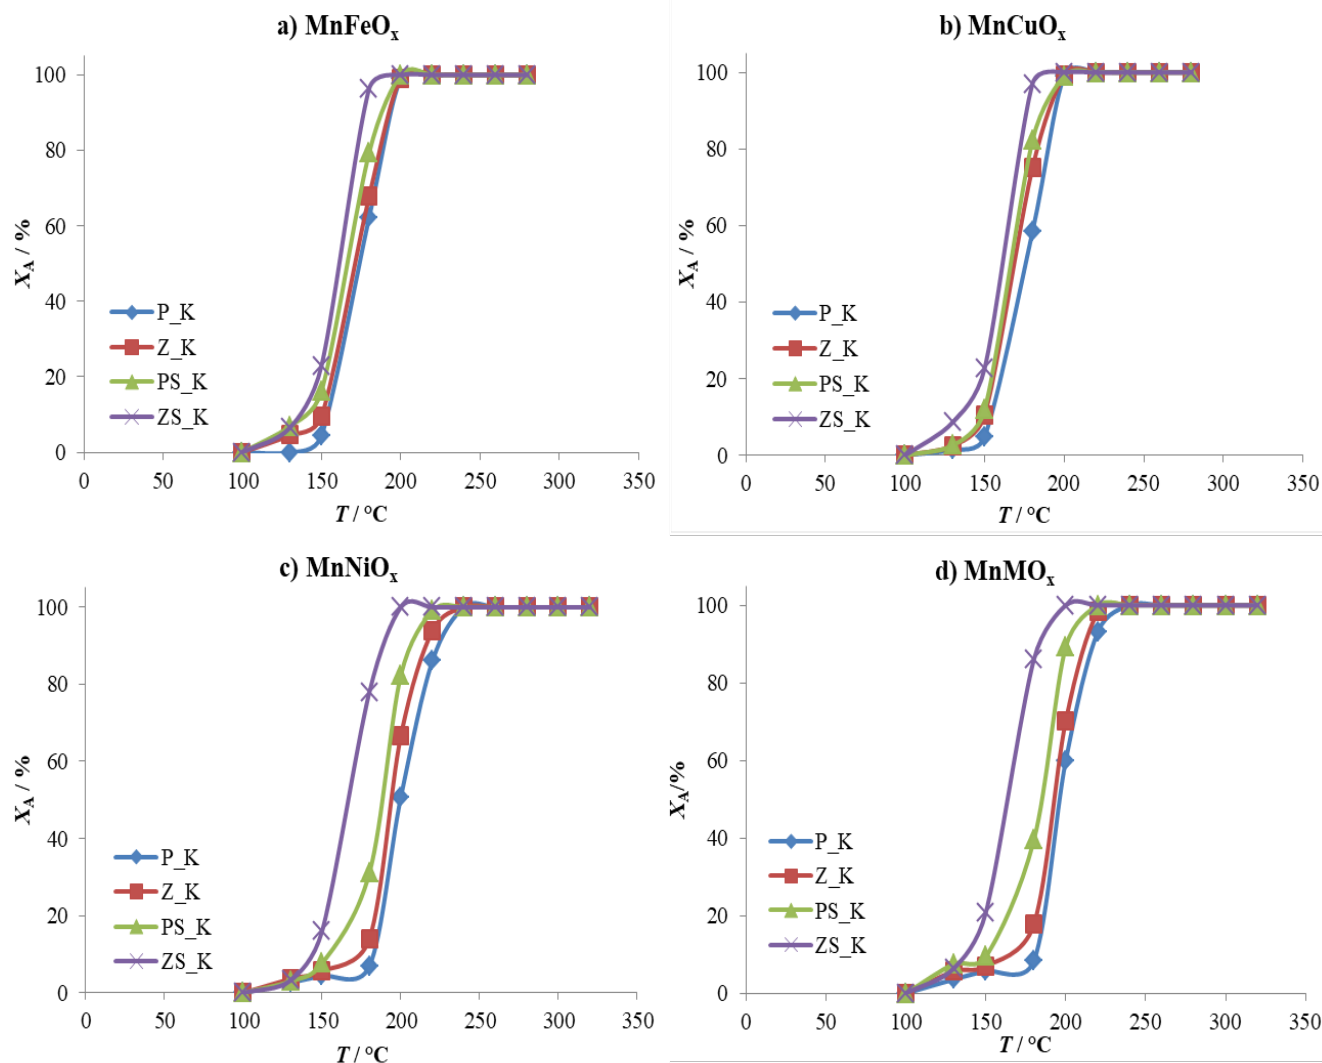 a) MnFeOx
100
80
60
40
20
0
XA / %
P_K
Z_K
PS_K
ZS_K
0 50 100 150 200 250 300 350
T / °C
b) MnCuOx
100
80
60
40
20
0
XA / %
P_K
Z_K
PS_K
ZS_K
0 50 100 150 200 250 300 350
T / °C
c) MnNiOx
100
80
60
40
20
0
XA / %
P_K
Z_K
PS_K
ZS_K
0 50 100 150 200 250 300 350
T / °C
d) MnMOx
100
80
60
40
20
0
XA/%
P_K
Z_K
PS_K
ZS_K
0 50 100 150 200 250 300 350
T / °C